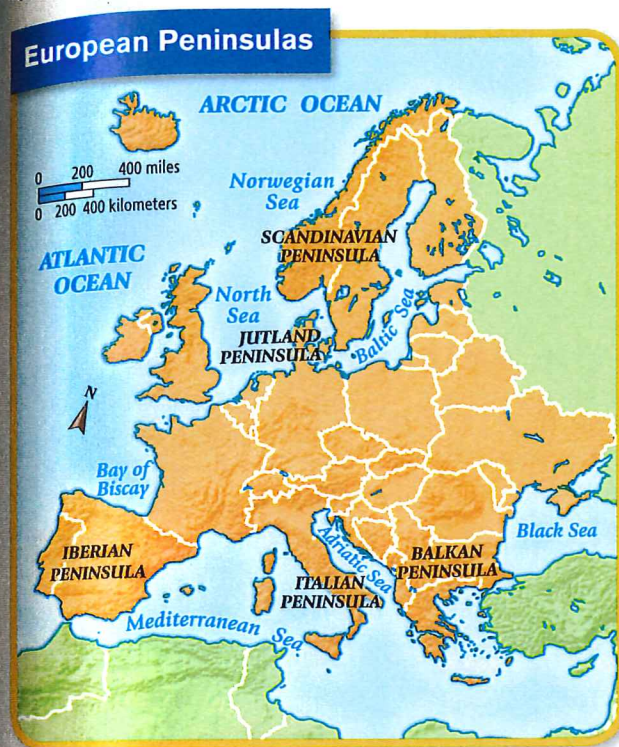 European Peninsulas
ARCTIC OCEAN
0 200 400 miles
0 200 400 kilometers
Norwegian
Sea
SCANDINAVIAN
PENINSULA
ATLANTIC
OCEAN
North
Sea
JUTLAND
PENINSULA
Baltic Sea
N
Bay of
Biscay
Black Sea
IBERIAN
PENINSULA
Adriatic Sea
BALKAN
PENINSULA
ITALIAN
PENINSULA
Mediterranean Sea